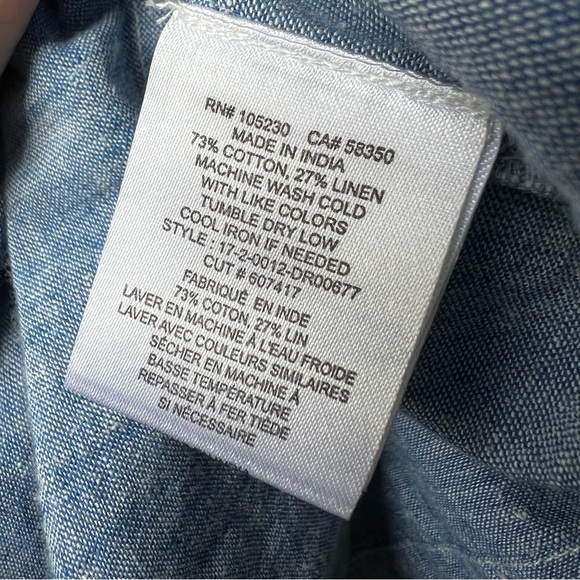 RN# 105230 CA# 58350
MADE IN INDIA
73% COTTON, 27% LINEN
MACHINE WASH COLD
WITH LIKE COLORS
TUMBLE DRY LOW
COOL IRON IF NEEDED
STYLE : 17-2-0012-DR00677
CUT # 607417
FABRIQUÉ EN INDE
73% COTON, 27% LIN
LAVER EN MACHINE À L'EAU FROIDE
LAVER AVEC COULEURS SIMILAIRES
SÉCHER EN MACHINE À
BASSE TEMPÉRATURE
REPASSER À FER TIÈDE
SI NÉCESSAIRE